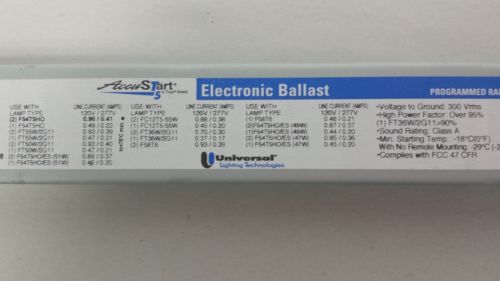 AccuSTart
5
Electronic Ballast
PROGRAMMED RA
USE WITH LAMP TYPE
LINE CURRENT (AMPS) 120V / 277V
(2) F54T5HO 0.96 / 0.41
(1) F54T5HO 0.49 / 0.22
(2) FT55W/2G11 0.93 / 0.39
(1) FT55W/2G11 0.47 / 0.21
(2) FT50W/2G11 0.93 / 0.40
(1) FT50W/2G11 0.47 / 0.21
(2) F54T5HO/ES (51W) 0.89 / 0.37
(1) F54T5HO/ES (51W) 0.46 / 0.20
USE WITH LAMP TYPE
LINE CURRENT (AMPS) 120V / 277V
(2) FC12T5-55W 0.88 / 0.38
(1) FC12T5-55W 0.45 / 0.20
(2) FT36W/2G11 0.70 / 0.30
(1) FT36W/2G11 0.37 / 0.17
(2) F58T8 0.93 / 0.39
USE WITH LAMP TYPE
LINE CURRENT (AMPS) 120V / 277V
(1) F58T8 0.48 / 0.21
(2) F54T5HO/ES (49W) 0.87 / 0.37
(1) F54T5HO/ES (49W) 0.44 / 0.20
(2) F54T5HO/ES (47W) 0.85 / 0.36
(1) F54T5HO/ES (47W) 0.45 / 0.20
Universal
Lighting Technologies
•Voltage to Ground: 300 Vrms
•High Power Factor: Over 95%
(1) FT36W/2G11>90%
•Sound Rating: Class A
•Min. Starting Temp.: -18°C(0°F)
With No Remote Mounting: -29°C (-2
•Complies with FCC 47 CFR